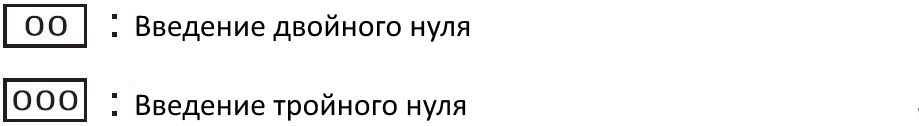 00 : Введение двойного нуля
000 : Введение тройного нуля